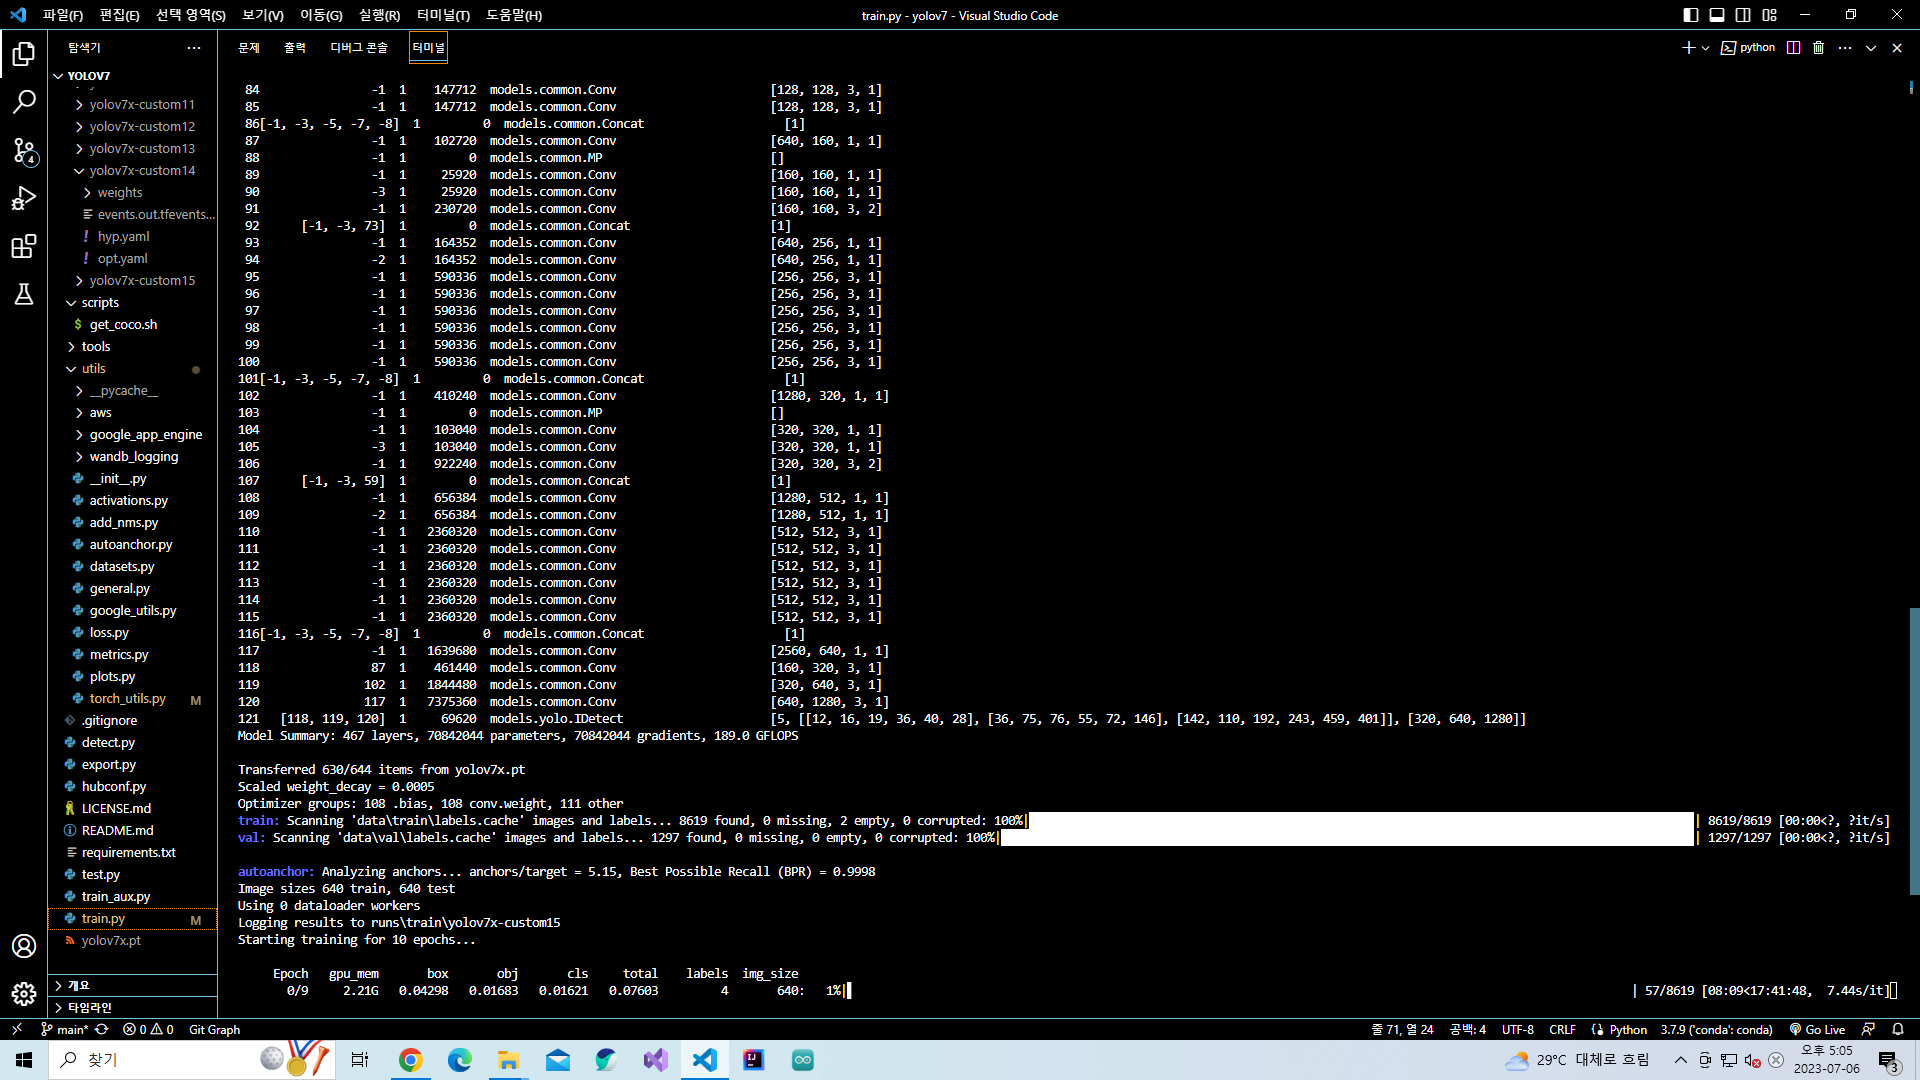 파일(F) 편집(E) 선택 영역(S) 보기(V) 이동(G) 실행(R) 터미널(T) 도움말(H) train.py - yolov7 - Visual Studio Code
탐색기
YOLOV7
yolov7x-custom11
yolov7x-custom12
yolov7x-custom13
yolov7x-custom14
weights
events.out.tfevents...
hyp.yaml
opt.yaml
yolov7x-custom15
scripts
get_coco.sh
tools
utils
__pycache__
aws
google_app_engine
wandb_logging
__init__.py
activations.py
add_nms.py
autoanchor.py
datasets.py
general.py
google_utils.py
loss.py
metrics.py
plots.py
torch_utils.py M
.gitignore
detect.py
export.py
hubconf.py
LICENSE.md
README.md
requirements.txt
test.py
train_aux.py
train.py M
yolov7x.pt
개요
타임라인
4
문제 출력 디버그 콘솔 터미널 python
84 -1 1 147712 models.common.Conv [128, 128, 3, 1]
85 -1 1 147712 models.common.Conv [128, 128, 3, 1]
86[-1, -3, -5, -7, -8] 1 0 models.common.Concat [1]
87 -1 1 102720 models.common.Conv [640, 160, 1, 1]
88 -1 1 0 models.common.MP []
89 -1 1 25920 models.common.Conv [160, 160, 1, 1]
90 -3 1 25920 models.common.Conv [160, 160, 1, 1]
91 -1 1 230720 models.common.Conv [160, 160, 3, 2]
92 [-1, -3, 73] 1 0 models.common.Concat [1]
93 -1 1 164352 models.common.Conv [640, 256, 1, 1]
94 -2 1 164352 models.common.Conv [640, 256, 1, 1]
95 -1 1 590336 models.common.Conv [256, 256, 3, 1]
96 -1 1 590336 models.common.Conv [256, 256, 3, 1]
97 -1 1 590336 models.common.Conv [256, 256, 3, 1]
98 -1 1 590336 models.common.Conv [256, 256, 3, 1]
99 -1 1 590336 models.common.Conv [256, 256, 3, 1]
100 -1 1 590336 models.common.Conv [256, 256, 3, 1]
101[-1, -3, -5, -7, -8] 1 0 models.common.Concat [1]
102 -1 1 410240 models.common.Conv [1280, 320, 1, 1]
103 -1 1 0 models.common.MP []
104 -1 1 103040 models.common.Conv [320, 320, 1, 1]
105 -3 1 103040 models.common.Conv [320, 320, 1, 1]
106 -1 1 922240 models.common.Conv [320, 320, 3, 2]
107 [-1, -3, 59] 1 0 models.common.Concat [1]
108 -1 1 656384 models.common.Conv [1280, 512, 1, 1]
109 -2 1 656384 models.common.Conv [1280, 512, 1, 1]
110 -1 1 2360320 models.common.Conv [512, 512, 3, 1]
111 -1 1 2360320 models.common.Conv [512, 512, 3, 1]
112 -1 1 2360320 models.common.Conv [512, 512, 3, 1]
113 -1 1 2360320 models.common.Conv [512, 512, 3, 1]
114 -1 1 2360320 models.common.Conv [512, 512, 3, 1]
115 -1 1 2360320 models.common.Conv [512, 512, 3, 1]
116[-1, -3, -5, -7, -8] 1 0 models.common.Concat [1]
117 -1 1 1639680 models.common.Conv [2560, 640, 1, 1]
118 87 1 461440 models.common.Conv [160, 320, 3, 1]
119 102 1 1844480 models.common.Conv [320, 640, 3, 1]
120 117 1 7375360 models.common.Conv [640, 1280, 3, 1]
121 [118, 119, 120] 1 69620 models.yolo.IDetect [5, [[12, 16, 19, 36, 40, 28], [36, 75, 76, 55, 72, 146], [142, 110, 192, 243, 459, 401]], [320, 640, 1280]]
Model Summary: 467 layers, 70842044 parameters, 70842044 gradients, 189.0 GFLOPS
Transferred 630/644 items from yolov7x.pt
Scaled weight_decay = 0.0005
Optimizer groups: 108 .bias, 108 conv.weight, 111 other
train: Scanning 'data\train\labels.cache' images and labels... 8619 found, 0 missing, 2 empty, 0 corrupted: 100%| | 8619/8619 [00:00<?, ?it/s]
val: Scanning 'data\val\labels.cache' images and labels... 1297 found, 0 missing, 0 empty, 0 corrupted: 100%| | 1297/1297 [00:00<?, ?it/s]
autoanchor: Analyzing anchors... anchors/target = 5.15, Best Possible Recall (BPR) = 0.9998
Image sizes 640 train, 640 test
Using 0 dataloader workers
Logging results to runs\train\yolov7x-custom15
Starting training for 10 epochs...
Epoch gpu_mem box obj cls total labels img_size
0/9 2.21G 0.04298 0.01683 0.01621 0.07603 4 640: 1%| | 57/8619 [08:09<17:41:48, 7.44s/it]
main* 0 0 Git Graph 줄 71, 열 24 공백: 4 UTF-8 CRLF Python 3.7.9 ('conda': conda) Go Live
찾기 29°C 대체로 흐림 오후 5:05
2023-07-06 3